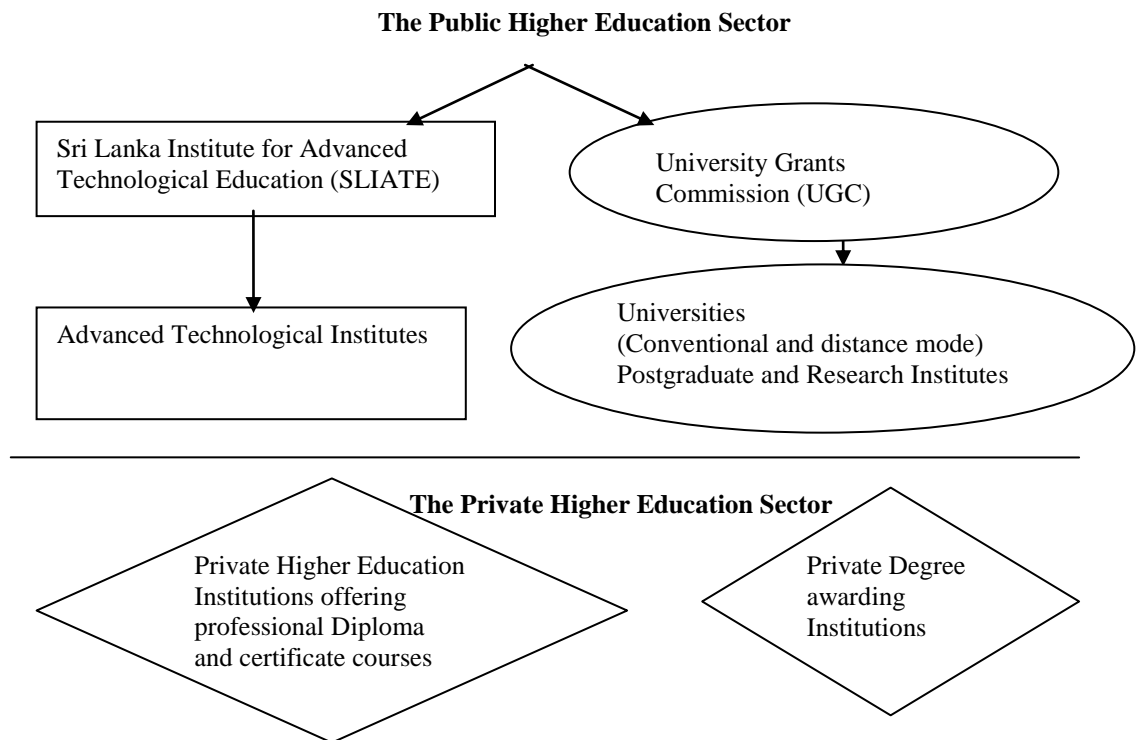 The Public Higher Education Sector
Sri Lanka Institute for Advanced
Technological Education (SLIATE)
University Grants
Commission (UGC)
Advanced Technological Institutes
Universities
(Conventional and distance mode)
Postgraduate and Research Institutes
The Private Higher Education Sector
Private Higher Education
Institutions offering
professional Diploma
and certificate courses
Private Degree
awarding
Institutions